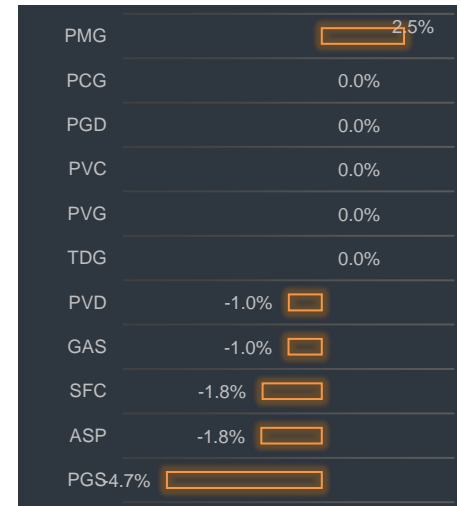 PMG 2.5%
PCG 0.0%
PGD 0.0%
PVC 0.0%
PVG 0.0%
TDG 0.0%
PVD -1.0%
GAS -1.0%
SFC -1.8%
ASP -1.8%
PGS -4.7%